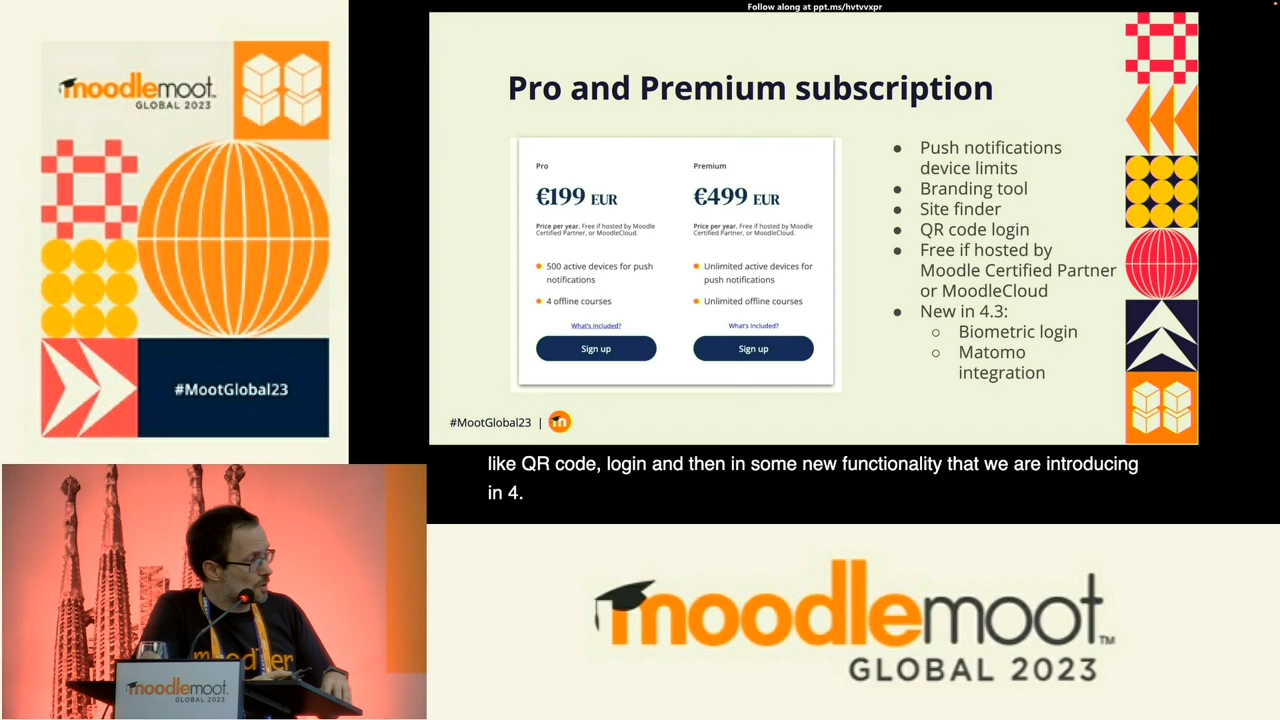 Follow along at ppt.ms/hvtvvxpr
moodlemoot™
GLOBAL 2023
#MootGlobal23
Pro and Premium subscription
Pro
€199 EUR
Price per year. Free if hosted by Moodle
Certified Partner, or MoodleCloud.
500 active devices for push
notifications
4 offline courses
What's Included?
Sign up
Premium
€499 EUR
Price per year. Free if hosted by Moodle
Certified Partner, or MoodleCloud.
Unlimited active devices for
push notifications
Unlimited offline courses
What's Included?
Sign up
● Push notifications
device limits
● Branding tool
● Site finder
● QR code login
● Free if hosted by
Moodle Certified Partner
or MoodleCloud
● New in 4.3:
○ Biometric login
○ Matomo
integration
#MootGlobal23 | m
like QR code, login and then in some new functionality that we are introducing
in 4.
moodler
moodlemoot
GLOBAL 2023
moodlemoot™
GLOBAL 2023